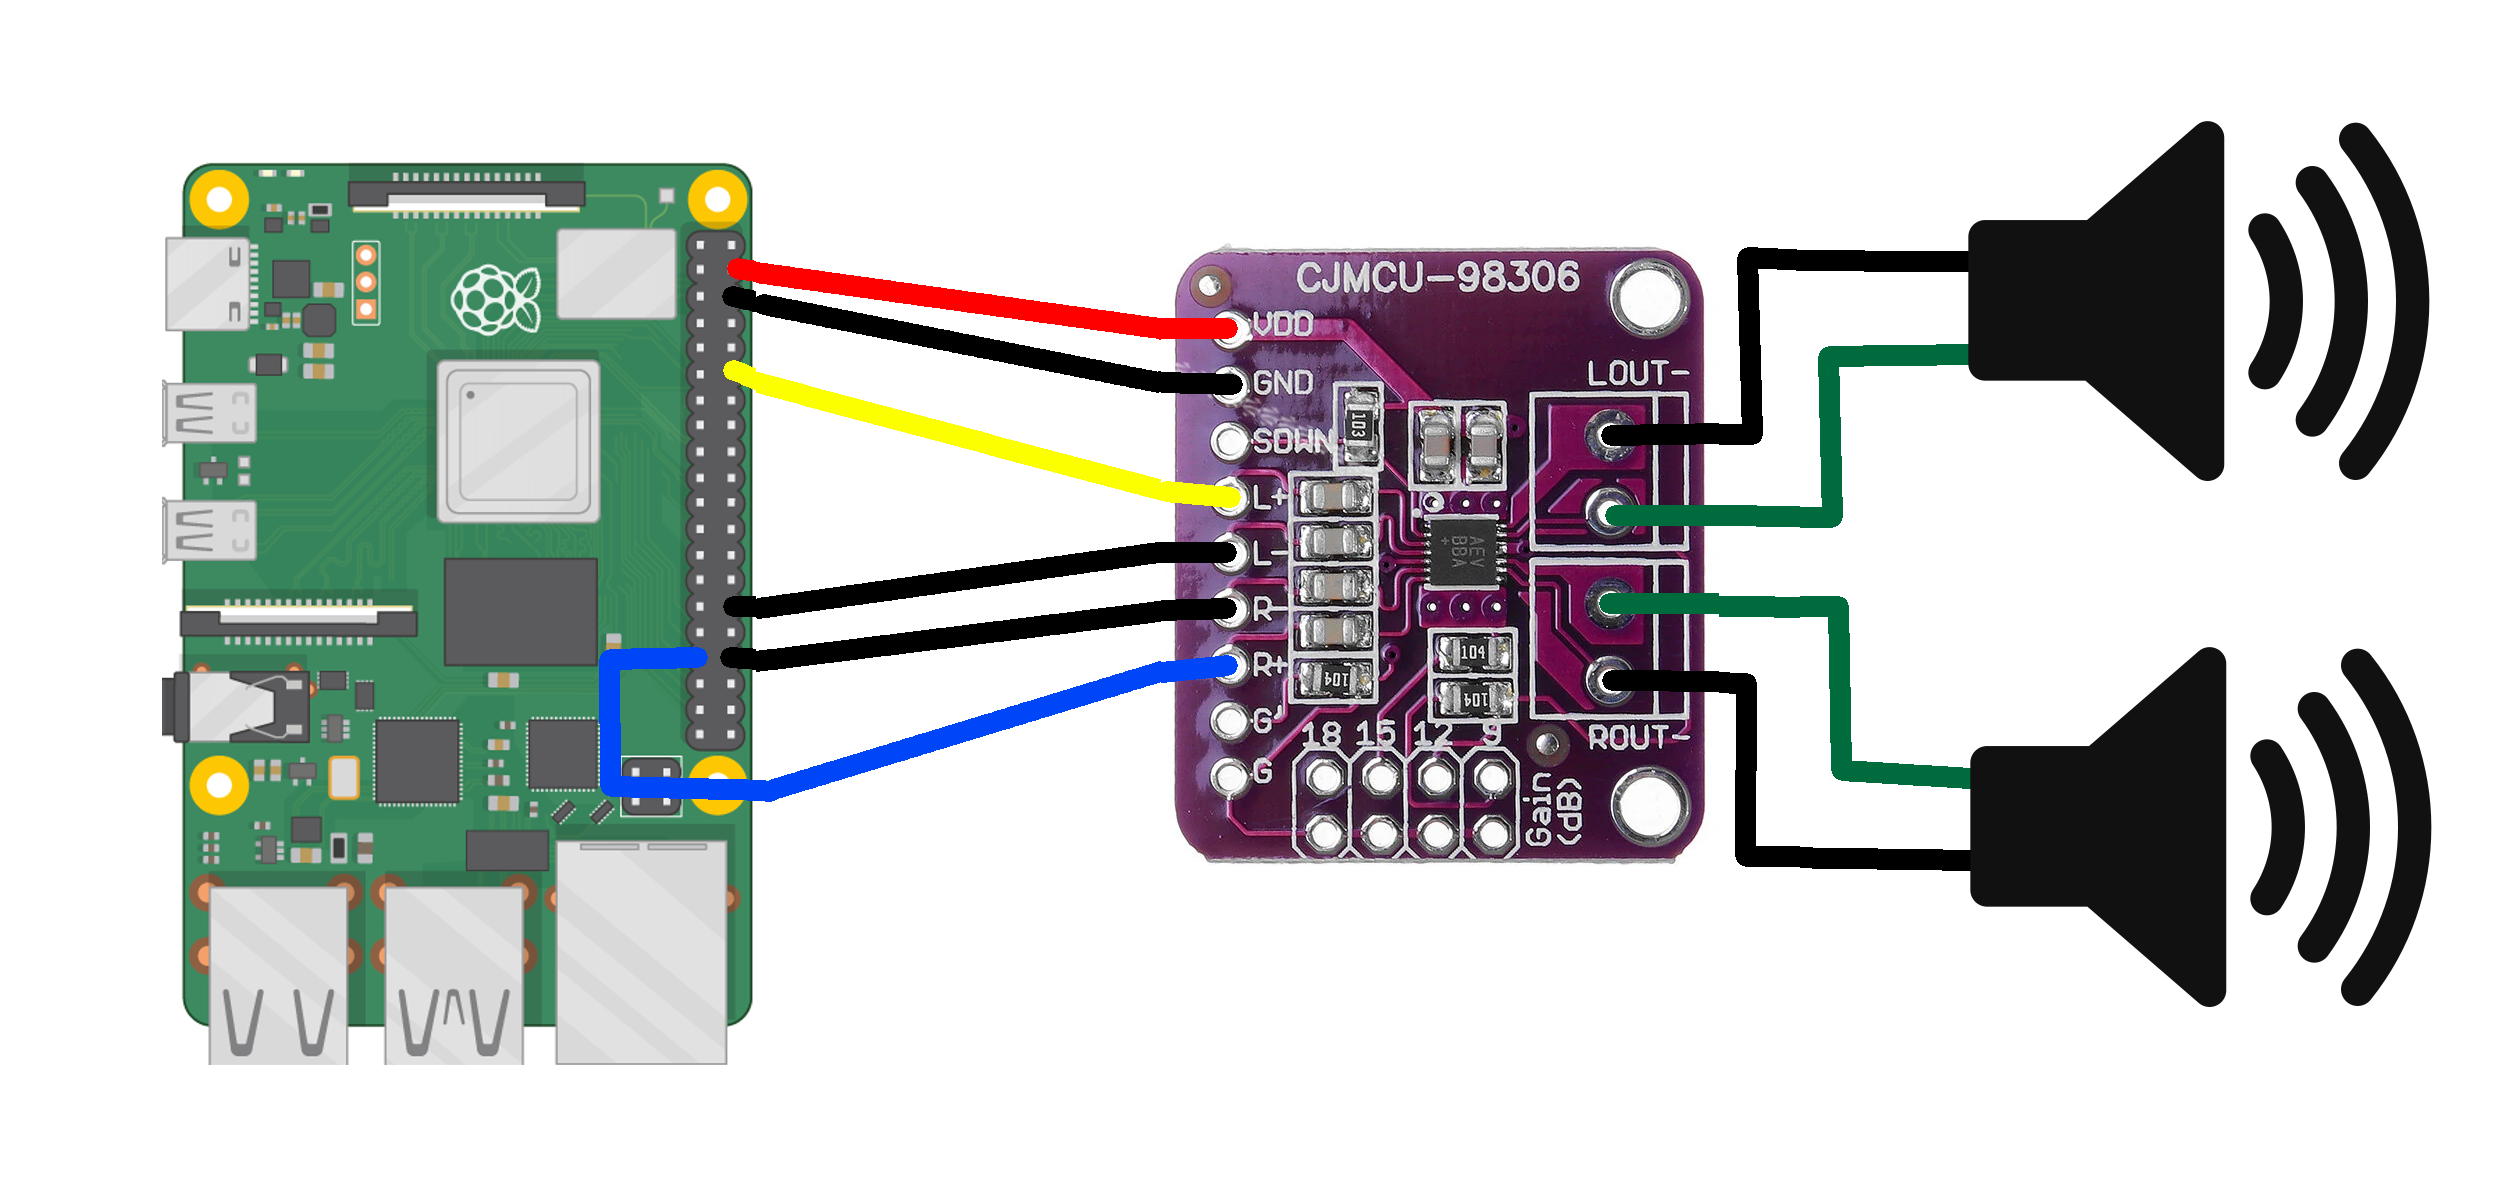 CJMCU-98306
VDD
GND
SDWN
103
L+
L-
R-
R+
G
G
LOUT-
AEV
BBA
+
104
104
104
18 15 12 9
ROUT-
Gain
(dB)